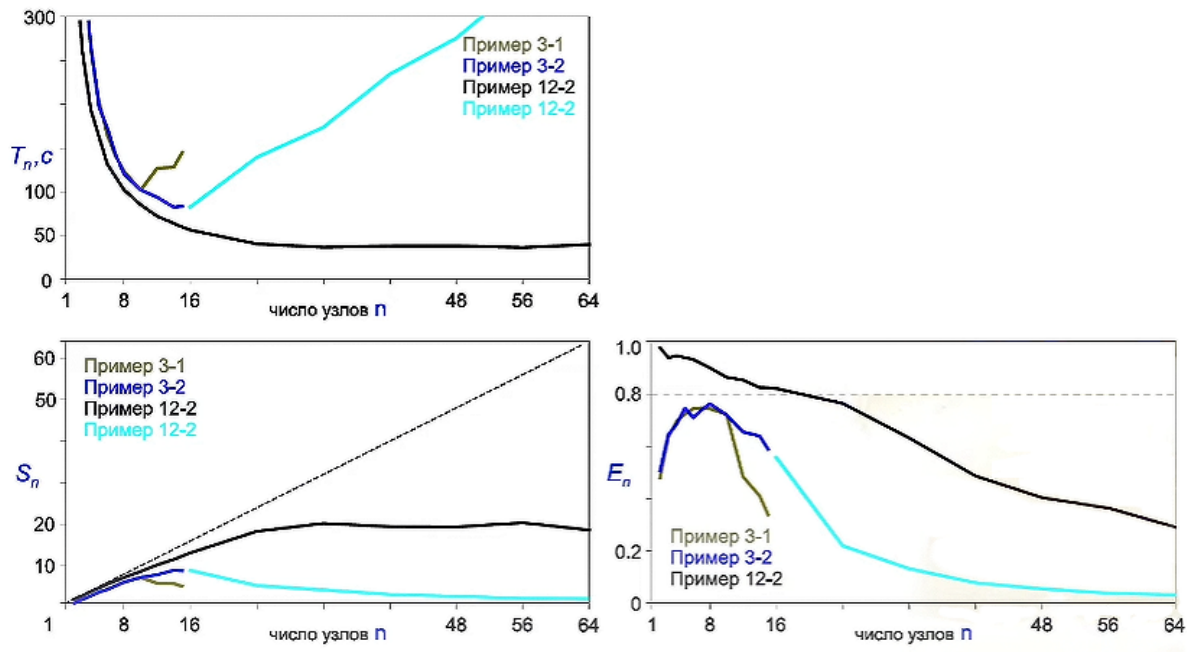 300
Пример 3-1
Пример 3-2
Пример 12-2
Пример 12-2
Tn,c
100
50
0
1 8 16 48 56 64
число узлов n
60
Пример 3-1
Пример 3-2
50
Пример 12-2
Пример 12-2
Sn
20
10
1 8 16 48 56 64
число узлов n
1.0
0.8
En
Пример 3-1
0.2
Пример 3-2
Пример 12-2
0
1 8 16 48 56 64
число узлов n